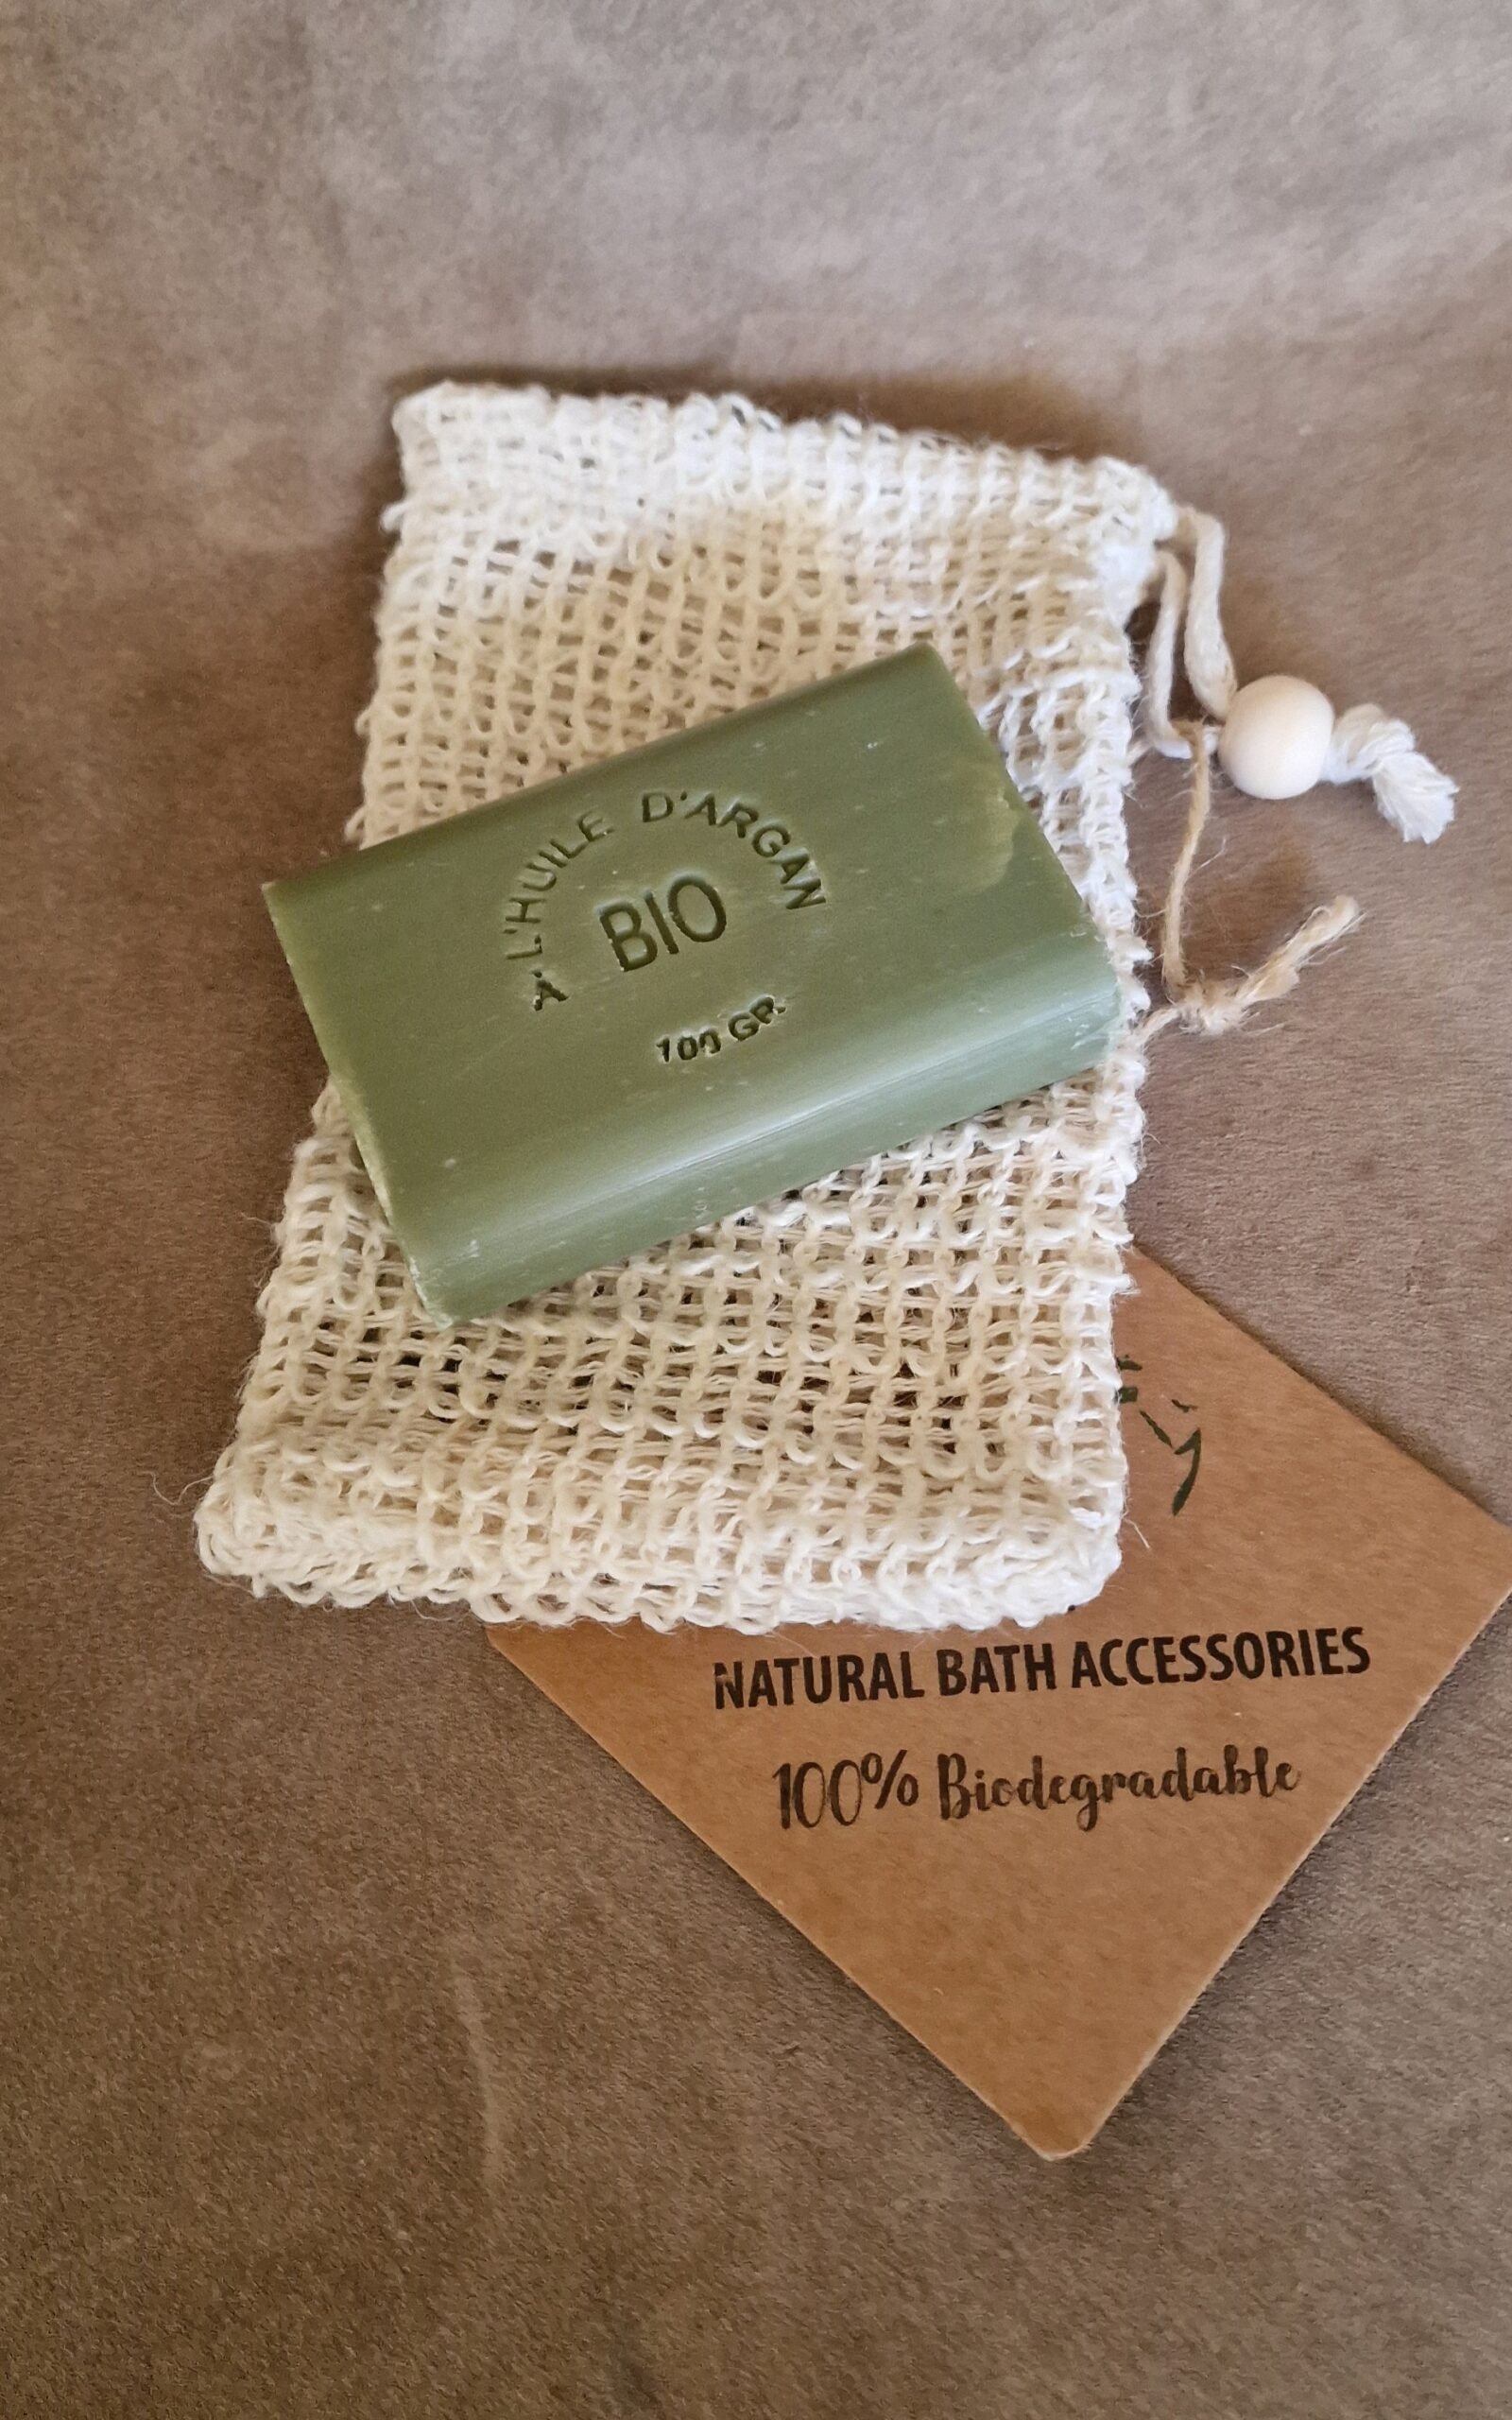 À L'HUILE D'ARGAN
BIO
100 GR.
NATURAL BATH ACCESSORIES
100% Biodegradable